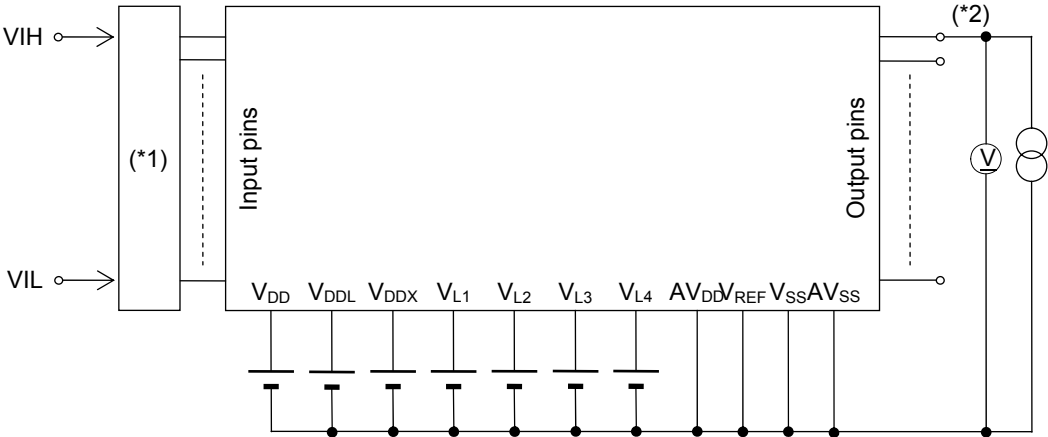 VIH
(*2)
(*1)
Input pins
Output pins
V
VIL
VDD VDDL VDDX VL1 VL2 VL3 VL4 AVDD VREF VSS AVSS